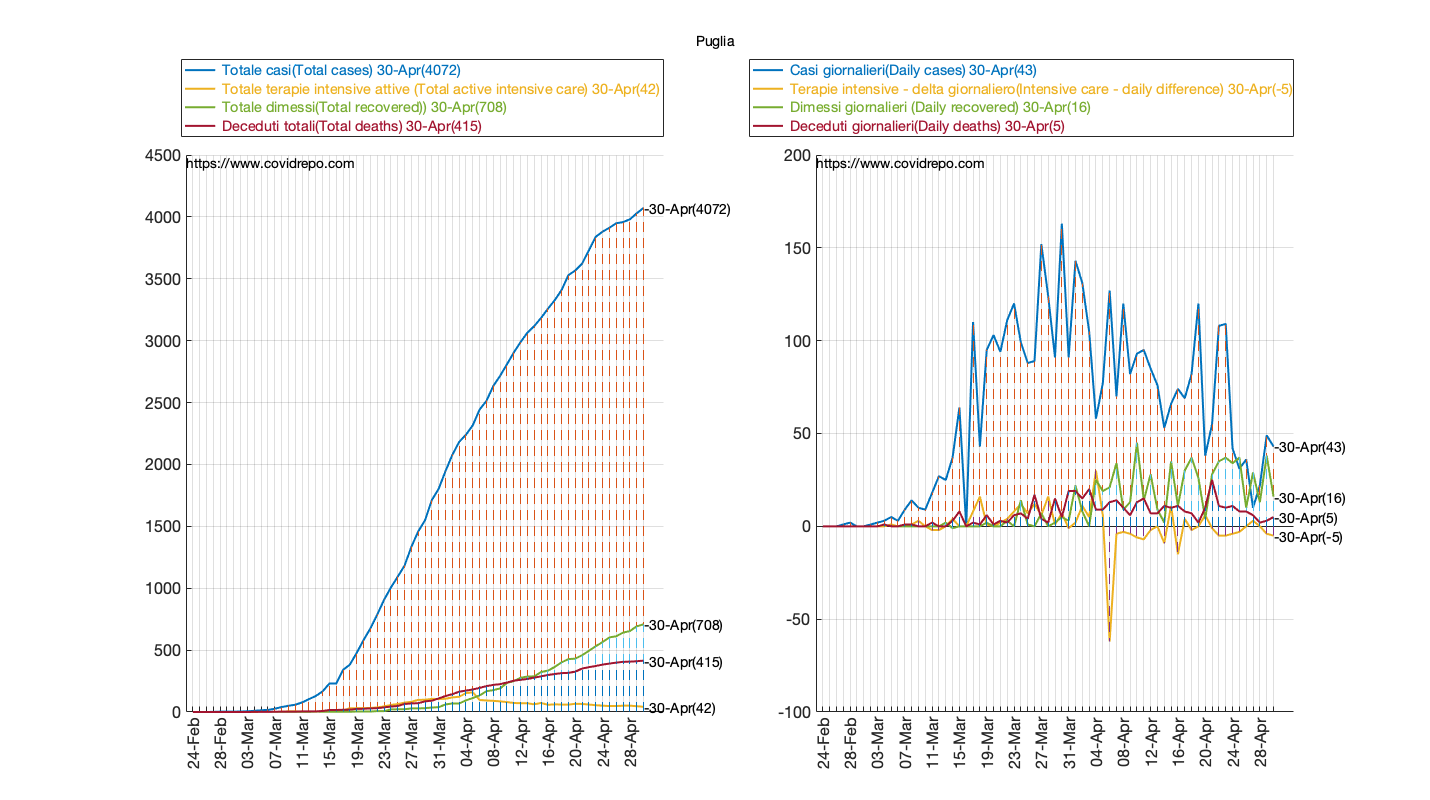 Puglia
Totale casi(Total cases) 30-Apr(4072)
Totale terapie intensive attive (Total active intensive care) 30-Apr(42)
Totale dimessi(Total recovered)) 30-Apr(708)
Deceduti totali(Total deaths) 30-Apr(415)
4500
4000
3500
3000
2500
2000
1500
1000
500
0
https://www.covidrepo.com
-30-Apr(4072)
-30-Apr(708)
-30-Apr(415)
-30-Apr(42)
24-Feb
28-Feb
03-Mar
07-Mar
11-Mar
15-Mar
19-Mar
23-Mar
27-Mar
31-Mar
04-Apr
08-Apr
12-Apr
16-Apr
20-Apr
24-Apr
28-Apr
Casi giornalieri(Daily cases) 30-Apr(43)
Terapie intensive - delta giornaliero(Intensive care - daily difference) 30-Apr(-5)
Dimessi giornalieri (Daily recovered) 30-Apr(16)
Deceduti giornalieri(Daily deaths) 30-Apr(5)
200
150
100
50
0
-50
-100
https://www.covidrepo.com
-30-Apr(43)
-30-Apr(16)
-30-Apr(5)
-30-Apr(-5)
24-Feb
28-Feb
03-Mar
07-Mar
11-Mar
15-Mar
19-Mar
23-Mar
27-Mar
31-Mar
04-Apr
08-Apr
12-Apr
16-Apr
20-Apr
24-Apr
28-Apr